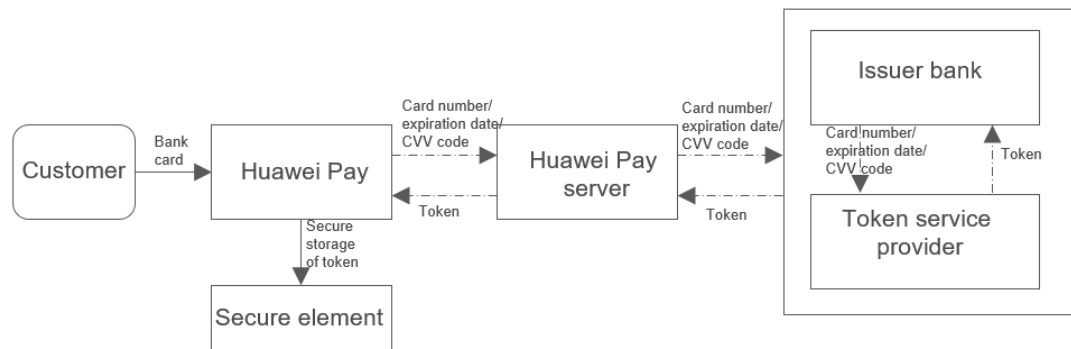 Customer
Bank
card
Huawei Pay
Card number/
expiration date/
CVV code
Token
Secure
storage
of token
Secure element
Huawei Pay
server
Card number/
expiration date/
CVV code
Token
Issuer bank
Card number/
expiration date/
CVV code
Token
Token service
provider